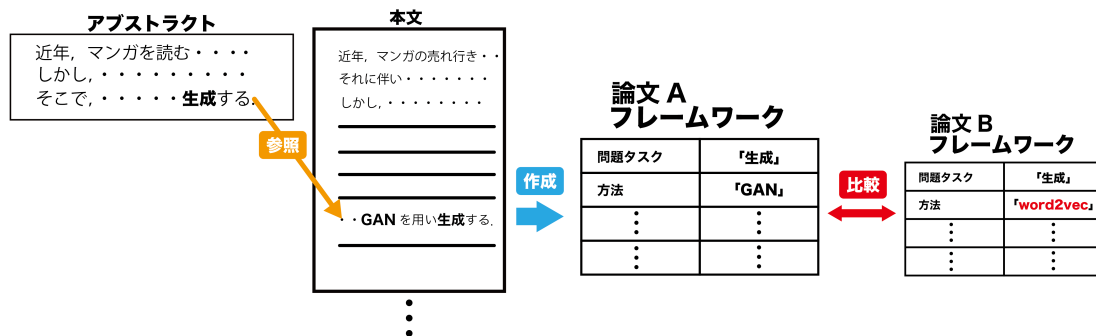 アブストラクト
近年，マンガを読む・・・・
しかし，・・・・・・・・・
そこで，・・・・・生成する．
参照
本文
近年，マンガの売れ行き・・
それに伴い・・・・・・・
しかし，・・・・・・・・
・・GANを用い生成する．
作成
論文 A
フレームワーク
問題タスク 『生成』
方法 『GAN』
比較
論文 B
フレームワーク
問題タスク 『生成』
方法 『word2vec』